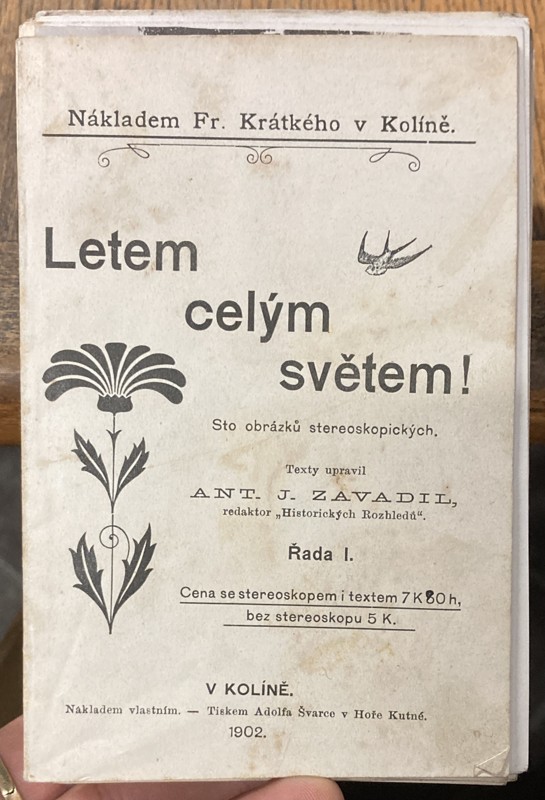 Nákladem Fr. Krátkého v Kolíně.
Letem
celým
světem!
Sto obrázků stereoskopických.
Texty upravil
ANT. J. ZAVADIL,
redaktor „Historických Rozhledů“.
Řada I.
Cena se stereoskopem i textem 7 K 80 h,
bez stereoskopu 5 K.
V KOLÍNĚ.
Nákladem vlastním. — Tiskem Adolfa Švarce v Hoře Kutné.
1902.